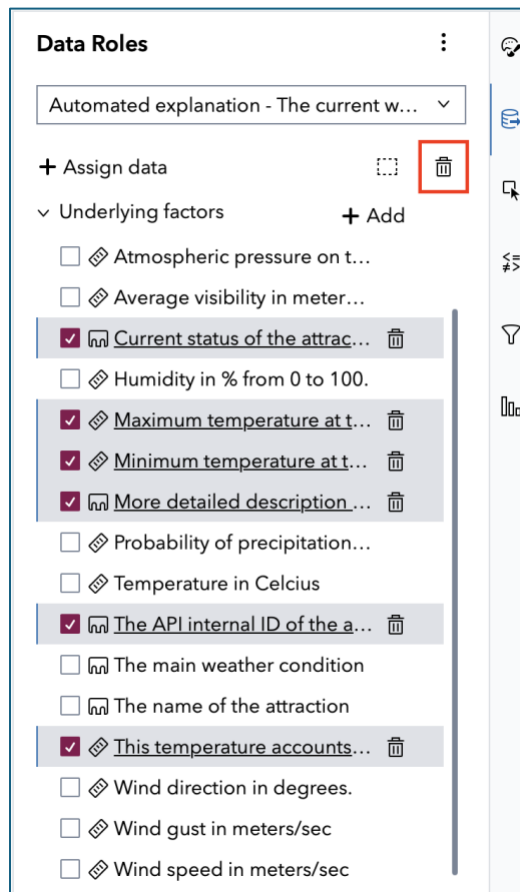 Data Roles
Automated explanation - The current w...
+ Assign data
Underlying factors
+ Add
Atmospheric pressure on t...
Average visibility in meter...
Current status of the attrac...
Humidity in % from 0 to 100.
Maximum temperature at t...
Minimum temperature at t...
More detailed description ...
Probability of precipitation...
Temperature in Celcius
The API internal ID of the a...
The main weather condition
The name of the attraction
This temperature accounts...
Wind direction in degrees.
Wind gust in meters/sec
Wind speed in meters/sec